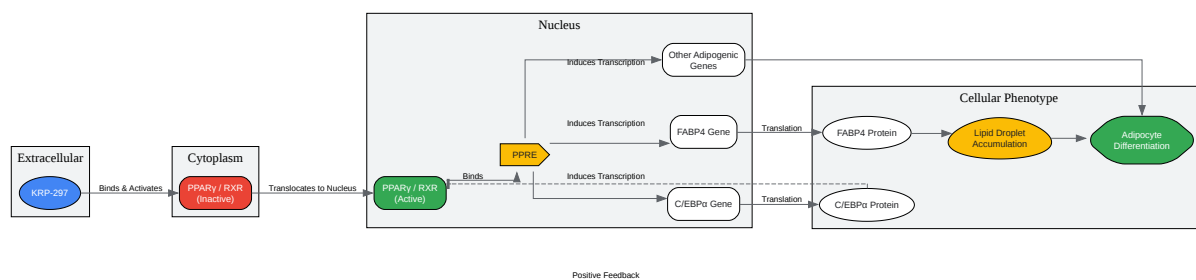 Nucleus
Other Adipogenic
Genes
Induces Transcription
Cellular Phenotype
Induces Transcription
FABP4 Gene
Translation
FABP4 Protein
Lipid Droplet
Accumulation
Adipocyte
Differentiation
Extracellular
Cytoplasm
PPRE
KRP-297
Binds & Activates
PPARγ / RXR
(Inactive)
Translocates to Nucleus
PPARγ / RXR
(Active)
Binds
Induces Transcription
C/EBPα Gene
Translation
C/EBPα Protein
Positive Feedback